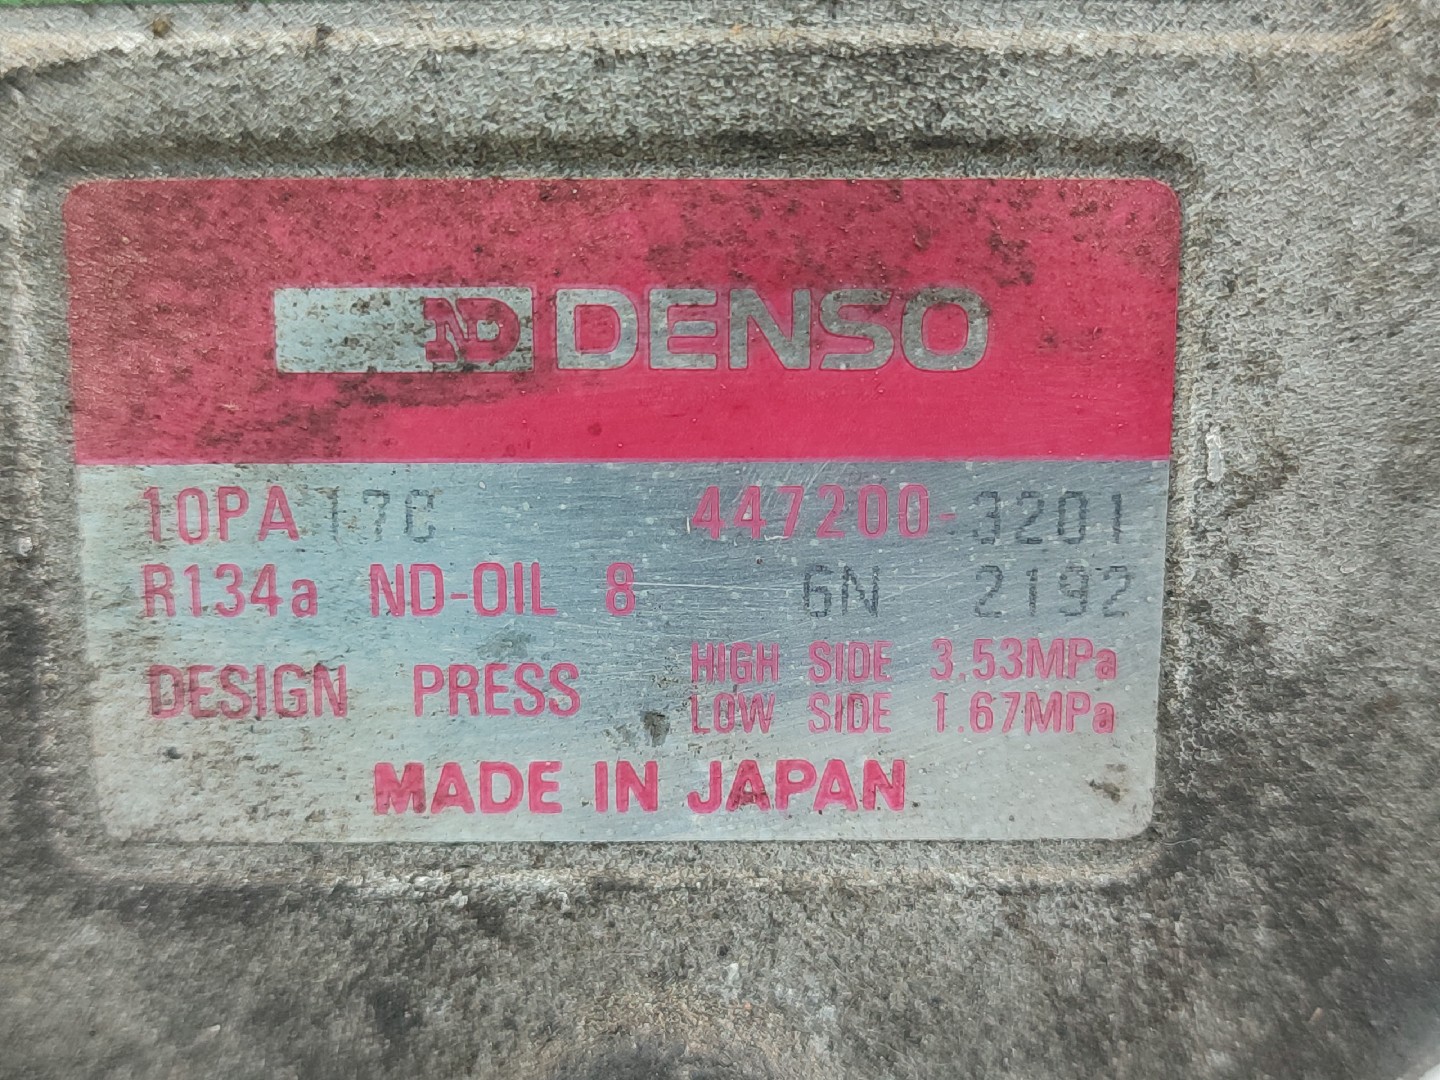 ND DENSO
10PA17C 447200-3201
R134a ND-OIL 8 6N 2192
DESIGN PRESS HIGH SIDE 3.53MPa
LOW SIDE 1.67MPa
MADE IN JAPAN